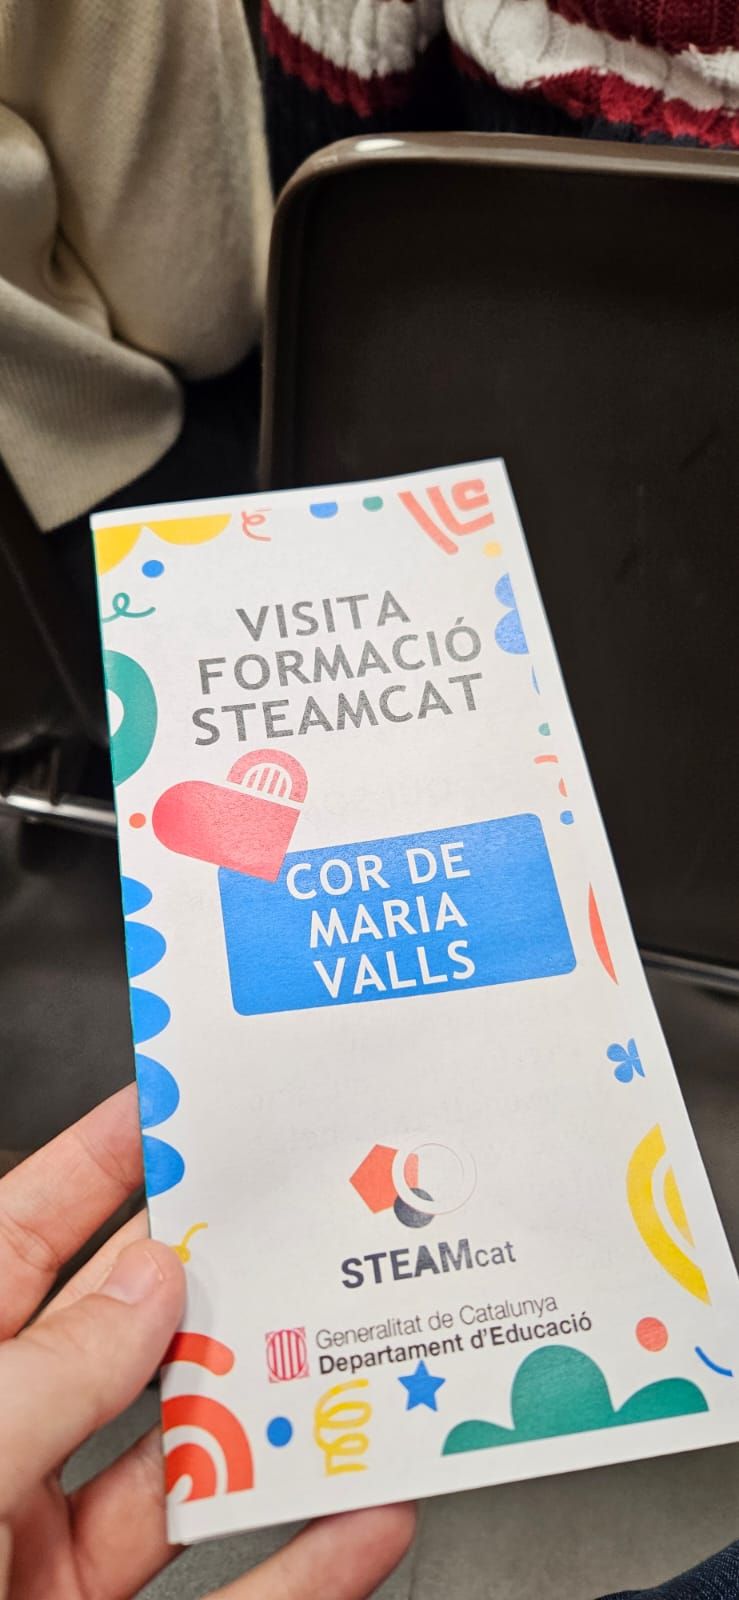 VISITA
FORMACIÓ
STEAMCAT
COR DE
MARIA
VALLS
STEAMcat
Generalitat de Catalunya
Departament d'Educació